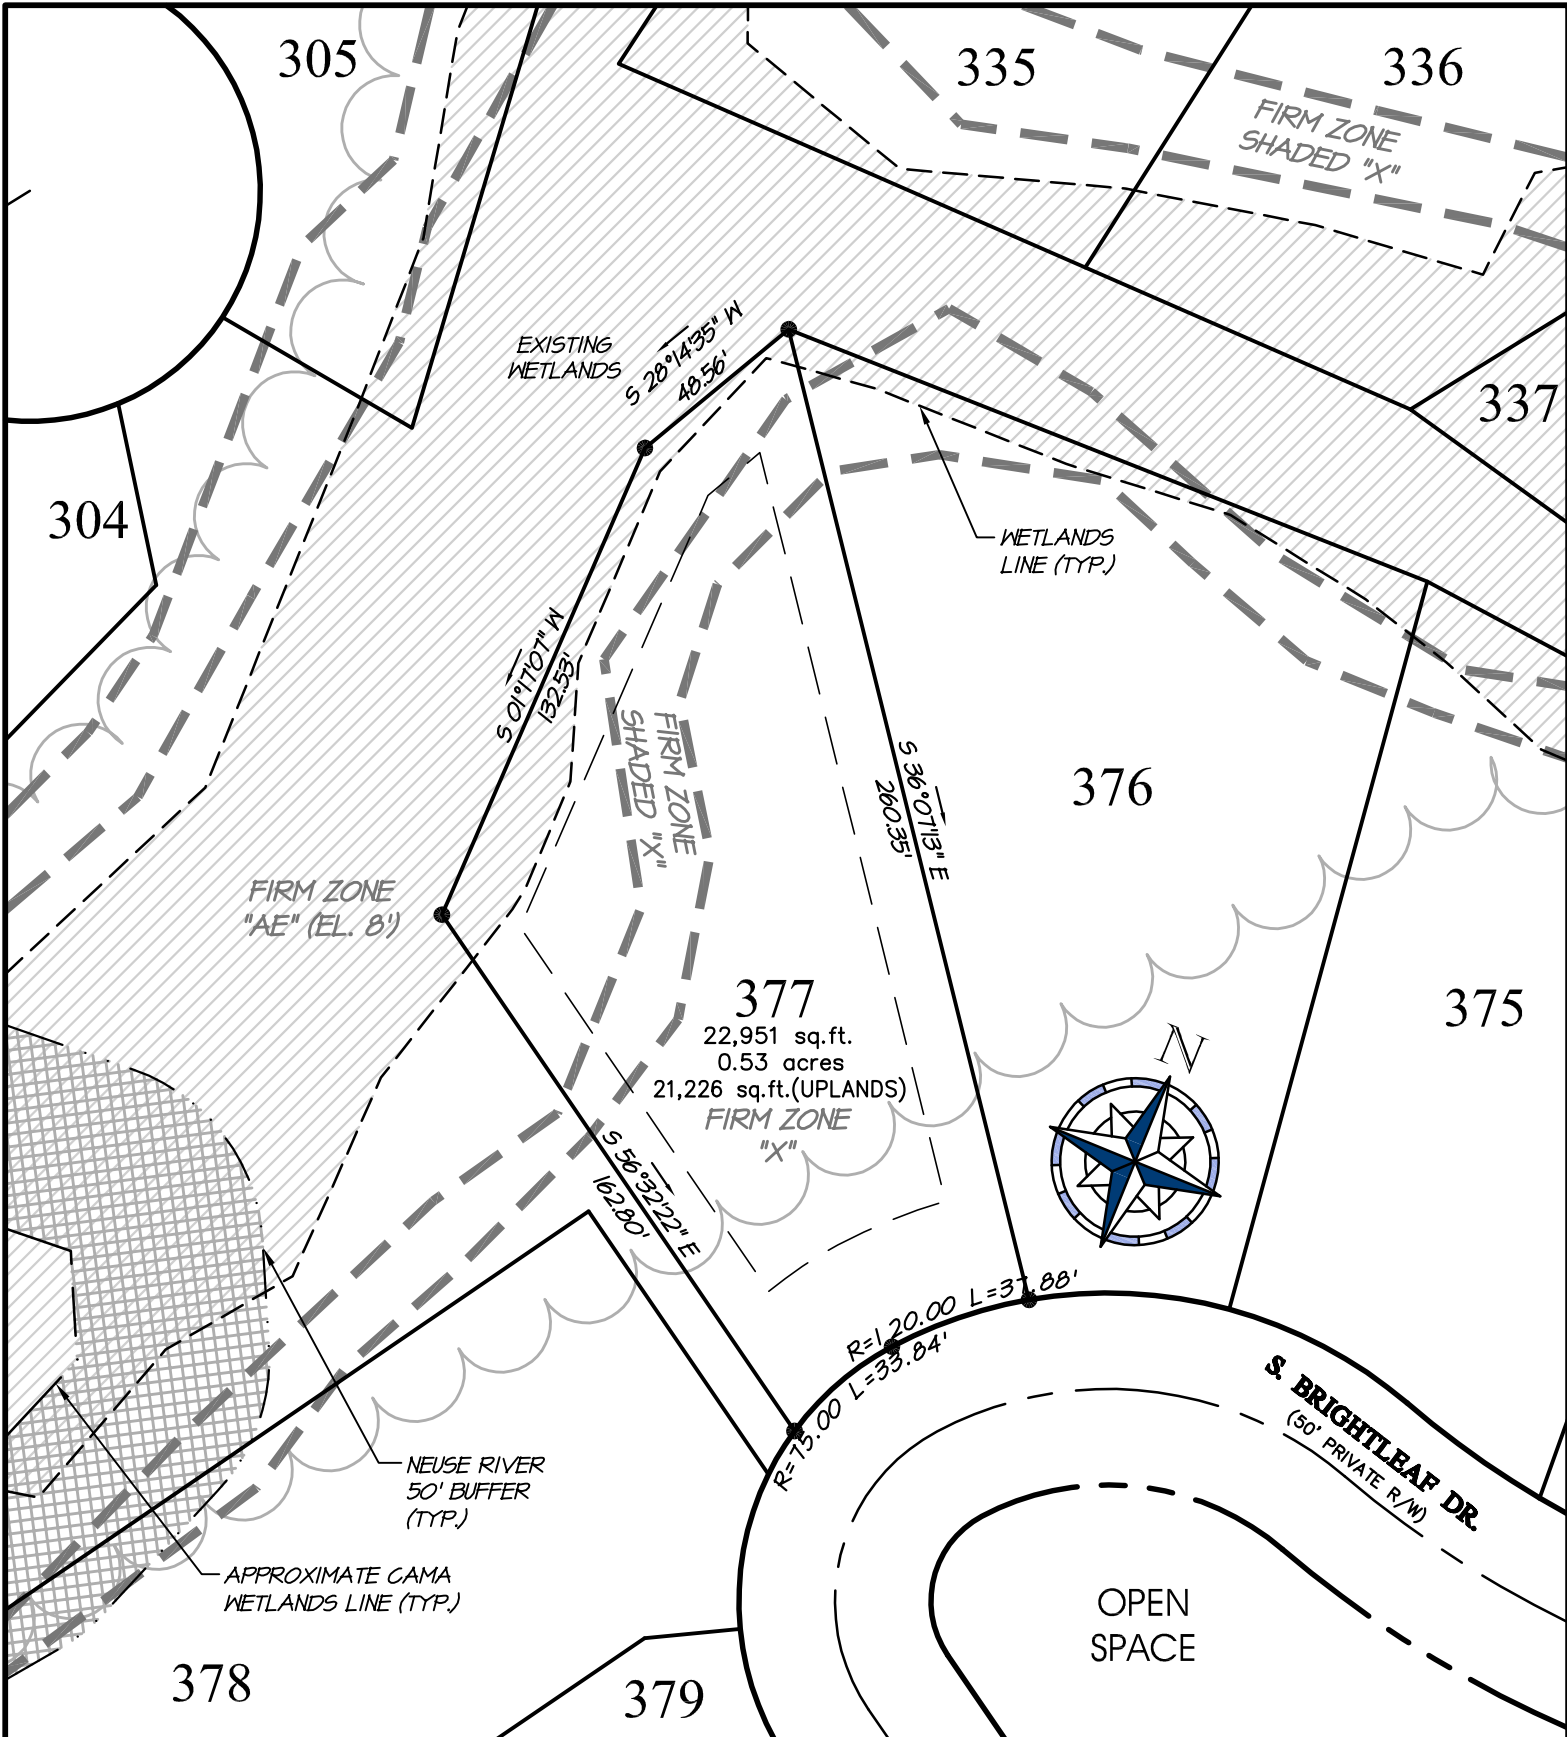 305
335
336
FIRM ZONE
SHADED "X"
EXISTING
WETLANDS
S 28°14'35" W
48.56'
337
304
WETLANDS
LINE (TYP.)
S 01°17'07" W
132.53'
FIRM ZONE
SHADED "X"
S 36°07'13" E
260.35'
376
FIRM ZONE
"AE" (EL. 8')
377
22,951 sq.ft.
0.53 acres
21,226 sq.ft.(UPLANDS)
FIRM ZONE
"X"
375
N
S 56°32'22" E
162.80'
R=120.00 L=37.88'
R=75.00 L=33.84'
S. BRIGHTLEAF DR.
(50' PRIVATE R/W)
NEUSE RIVER
50' BUFFER
(TYP.)
APPROXIMATE CAMA
WETLANDS LINE (TYP.)
OPEN
SPACE
378
379